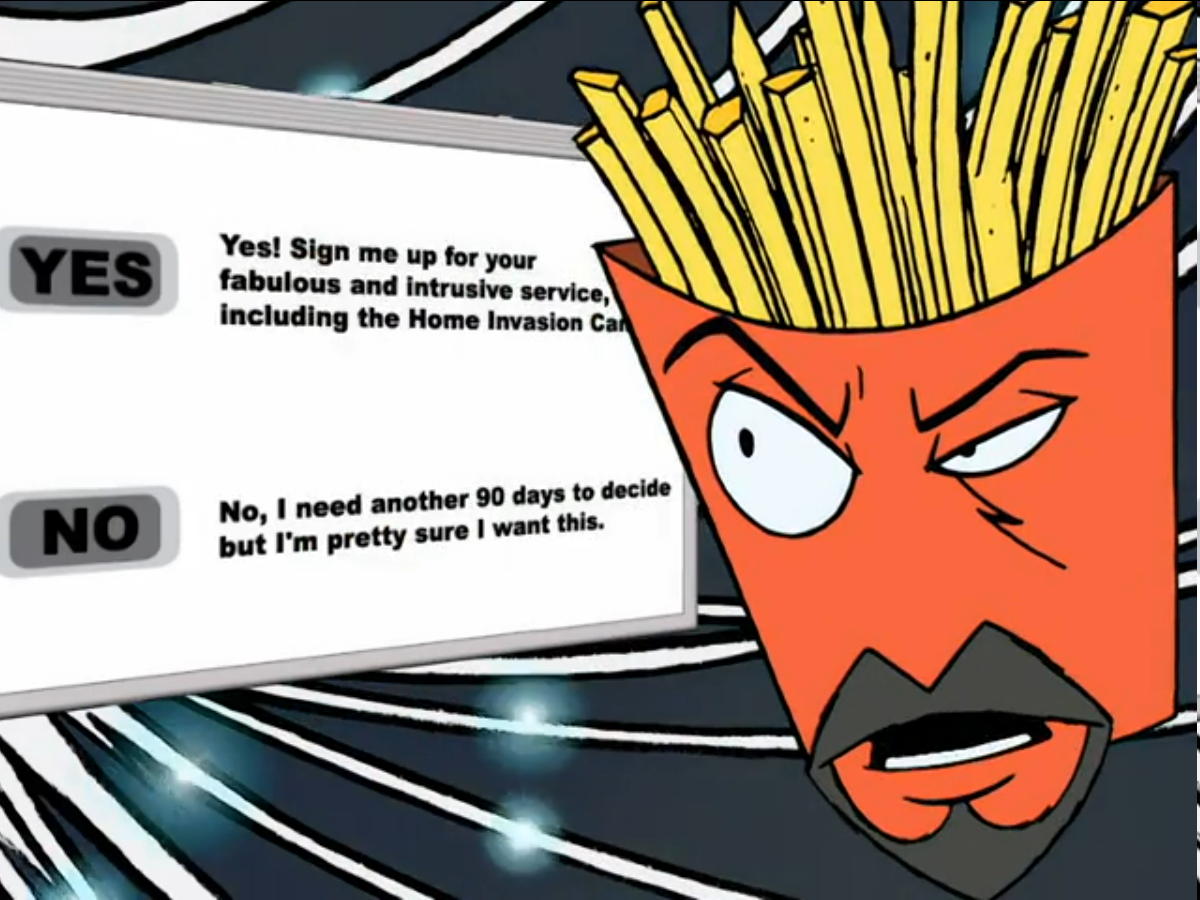 YES
Yes! Sign me up for your
fabulous and intrusive service,
including the Home Invasion
NO
No, I need another 90 days to decide
but I'm pretty sure I want this.